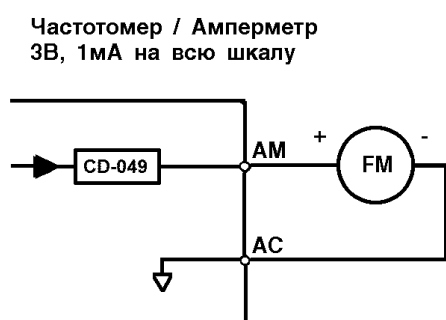 Частотомер / Амперметр
3В, 1мА на всю шкалу
AM
+ -
CD-049
FM
AC